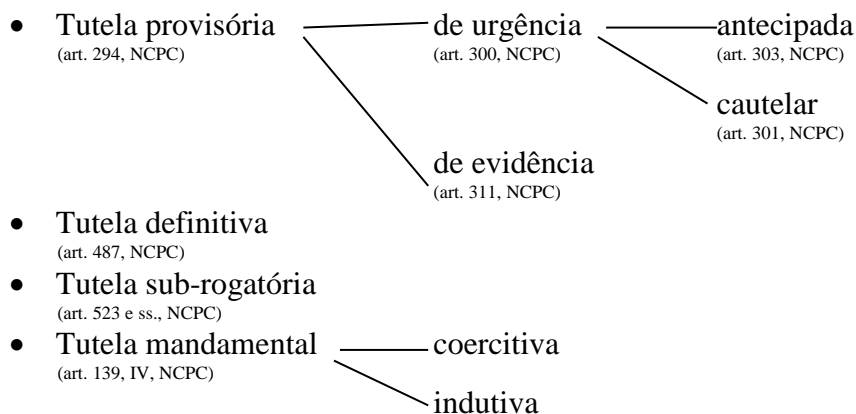 • Tutela provisória de urgência antecipada
(art. 294, NCPC) (art. 300, NCPC) (art. 303, NCPC)
cautelar
(art. 301, NCPC)
de evidência
(art. 311, NCPC)
• Tutela definitiva
(art. 487, NCPC)
• Tutela sub-rogatória
(art. 523 e ss., NCPC)
• Tutela mandamental coercitiva
(art. 139, IV, NCPC)
indutiva